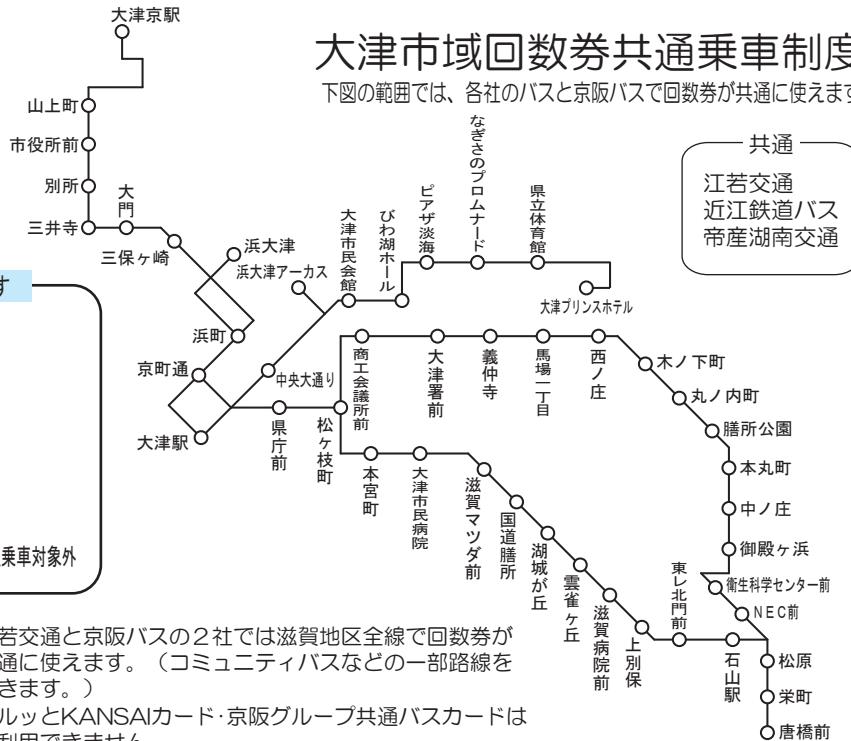 大津市域回数券共通乗車制度
下図の範囲では、各社のバスと京阪バスで回数券が共通に使えます
共通
江若交通
近江鉄道バス
帝産湖南交通
大津京駅
山上町
市役所前
別所
三井寺
大門
三保ヶ崎
浜大津
浜大津アーカス
浜町
京町通
大津駅
中央大通り
大津市民会館
びわ湖ホール
ピアザ淡海
なぎさのプロムナード
県立体育館
大津プリンスホテル
県庁前
松ヶ枝町
商工会議所前
大津署前
義仲寺
馬場一丁目
西ノ庄
木ノ下町
丸ノ内町
膳所公園
本丸町
中ノ庄
御殿ヶ浜
衛生科学センター前
NEC前
本宮町
大津市民病院
滋賀マツダ前
国道膳所
湖城が丘
雲雀ヶ丘
滋賀病院前
上別保
東レ北門前
石山駅
松原
栄町
唐橋前
す
乗車対象外
若交通と京阪バスの２社では滋賀地区全線で回数券が
通に使えます。（コミュニティバスなどの一部路線を
きます。）
ルッとKANSAIカード･京阪グループ共通バスカードは
利用できません